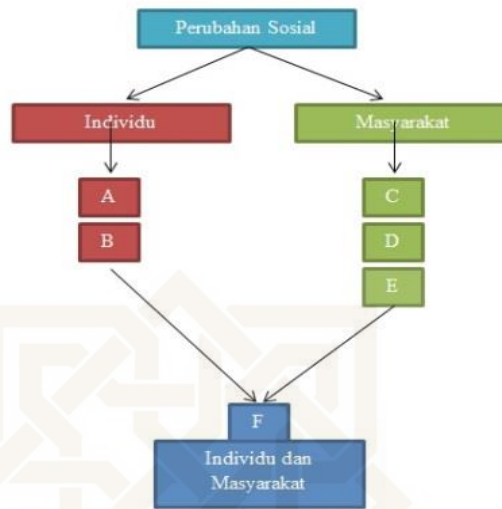 Perubahan Sosial
Individu
Masyarakat
A
B
C
D
E
F
Individu dan
Masyarakat